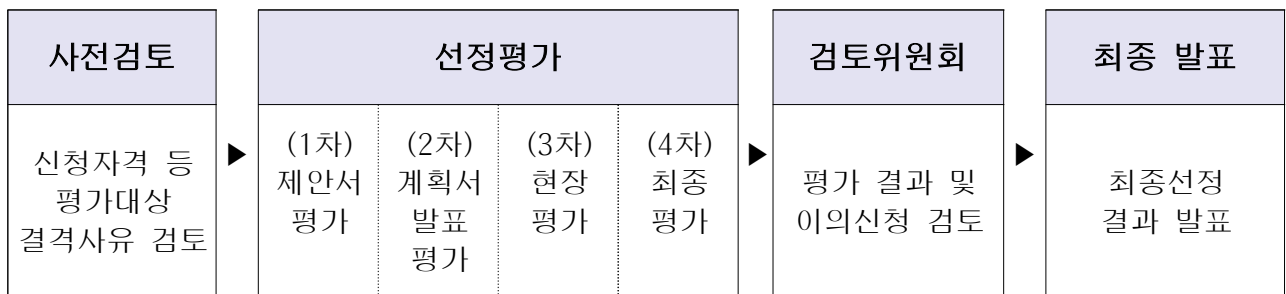 사전검토
선정평가
검토위원회
최종 발표
신청자격 등
평가대상
결격사유 검토
▶
(1차)
제안서
평가
(2차)
계획서
발표
평가
(3차)
현장
평가
(4차)
최종
평가
▶
평가 결과 및
이의신청 검토
▶
최종선정
결과 발표